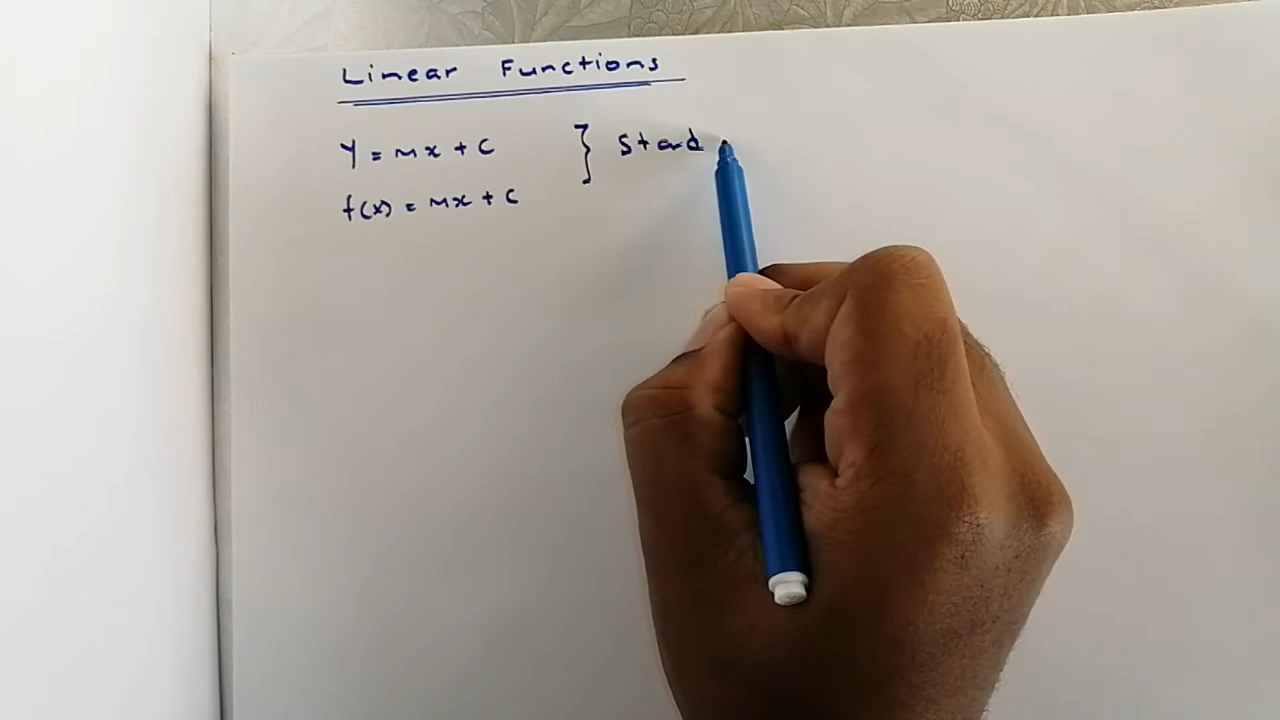 Linear Functions
y = mx + c } Stand
f(x) = mx + c